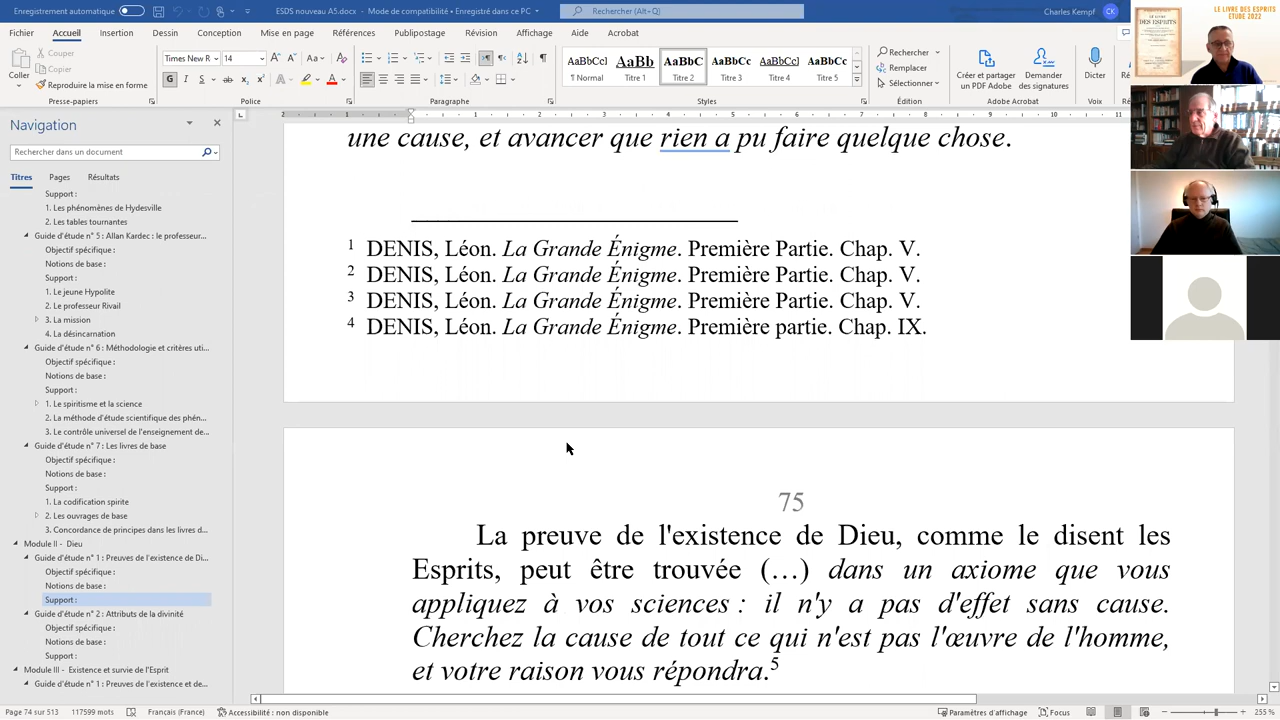 Enregistrement automatique
ESDS nouveau A5.docx - Mode de compatibilité • Enregistré dans ce PC
Rechercher (Alt+Q)
Charles Kempf
CK
Fichier Accueil Insertion Dessin Conception Mise en page Références Publipostage Révision Affichage Aide Acrobat
Coller
Couper
Copier
Reproduire la mise en forme
Presse-papiers
Times New R 14
G I S
Police
Paragraphe
AaBbCcl AaBb AaBbC AaBbCcI AaBbCcl AaBbCc
¶ Normal Titre 1 Titre 2 Titre 3 Titre 4 Titre 5
Styles
Rechercher
Remplacer
Sélectionner
Édition
Créer et partager
un PDF Adobe
Demander
des signatures
Adobe Acrobat
Dicter
Voix
LE LIVRE DES ESPRITS
ETUDE 2022
Navigation
Rechercher dans un document
Titres Pages Résultats
Support :
1. Les phénomènes de Hydesville
2. Les tables tournantes
Guide d'étude n° 5 : Allan Kardec : le professeur...
Objectif spécifique :
Notions de base :
Support :
1. Le jeune Hypolite
2. Le professeur Rivail
3. La mission
4. La désincarnation
Guide d'étude n° 6 : Méthodologie et critères uti...
Objectif spécifique :
Notions de base :
Support :
1. Le spiritisme et la science
2. La méthode d'étude scientifique des phén...
3. Le contrôle universel de l'enseignement de...
Guide d'étude n° 7 : Les livres de base
Objectif spécifique :
Notions de base :
Support :
1. La codification spirite
2. Les ouvrages de base
3. Concordance de principes dans les livres d...
Module II - Dieu
Guide d'étude n° 1 : Preuves de l'existence de Di...
Objectif spécifique :
Notions de base :
Support :
Guide d'étude n° 2 : Attributs de la divinité
Objectif spécifique :
Notions de base :
Support :
Module III - Existence et survie de l'Esprit
Guide d'étude n° 1 : Preuves de l'existence et de...
2 1 1 2 3 4 5 6 7 8 9 10 11
une cause, et avancer que rien a pu faire quelque chose.
1 DENIS, Léon. La Grande Énigme. Première Partie. Chap. V.
2 DENIS, Léon. La Grande Énigme. Première Partie. Chap. V.
3 DENIS, Léon. La Grande Énigme. Première Partie. Chap. V.
4 DENIS, Léon. La Grande Énigme. Première partie. Chap. IX.
75
La preuve de l'existence de Dieu, comme le disent les
Esprits, peut être trouvée (…) dans un axiome que vous
appliquez à vos sciences : il n'y a pas d'effet sans cause.
Cherchez la cause de tout ce qui n'est pas l'œuvre de l'homme,
et votre raison vous répondra.5
Page 74 sur 513 117599 mots Français (France) Accessibilité : non disponible Paramètres d'affichage Focus 255 %